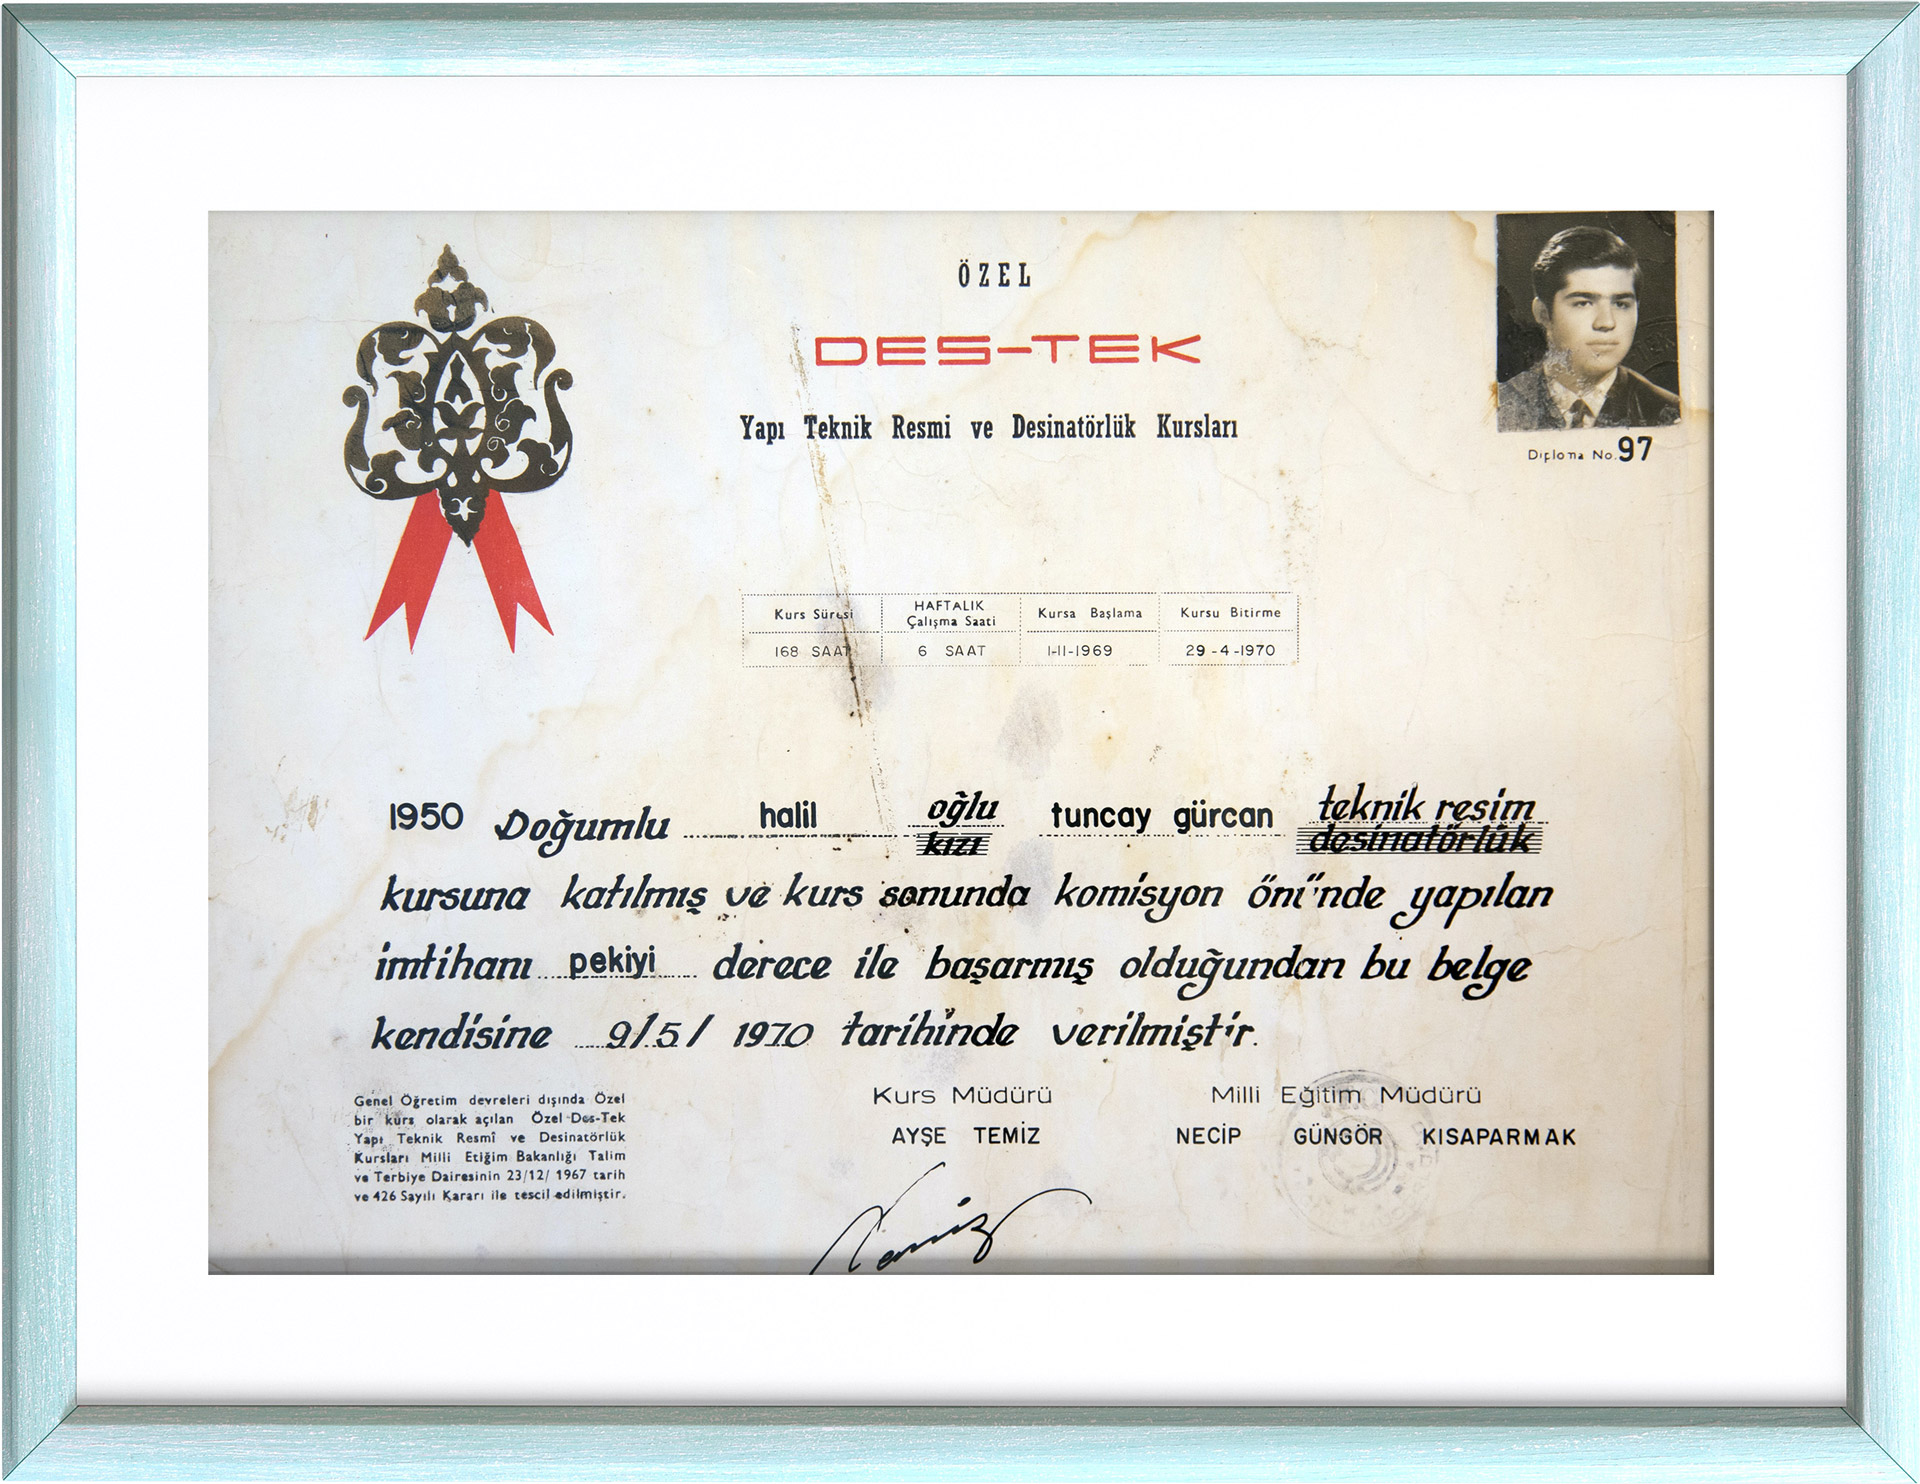 ÖZEL
DES-TEK
Yapı Teknik Resmi ve Desinatörlük Kursları
Diploma No. 97
Kurs Süresi HAFTALIK Çalışma Saati Kursa Başlama Kursu Bitirme
168 SAAT 6 SAAT 1-11-1969 29-4-1970
1950 Doğumlu halil oğlu tuncay gürcan teknik resim
kızı desinatörlük
kursuna katılmış ve kurs sonunda komisyon önünde yapılan
imtihanı pekiyi derece ile başarmış olduğundan bu belge
kendisine 9/5/1970 tarihinde verilmiştir.
Kurs Müdürü
AYŞE TEMİZ
Milli Eğitim Müdürü
NECİP GÜNGÖR KISAPARMAK
Genel Öğretim devreleri dışında Özel
bir kurs olarak açılan Özel Des-Tek
Yapı Teknik Resmî ve Desinatörlük
Kursları Milli Etiğim Bakanlığı Talim
ve Terbiye Dairesinin 23/12/1967 tarih
ve 426 Sayılı Kararı ile tescil edilmiştir.
Temiz